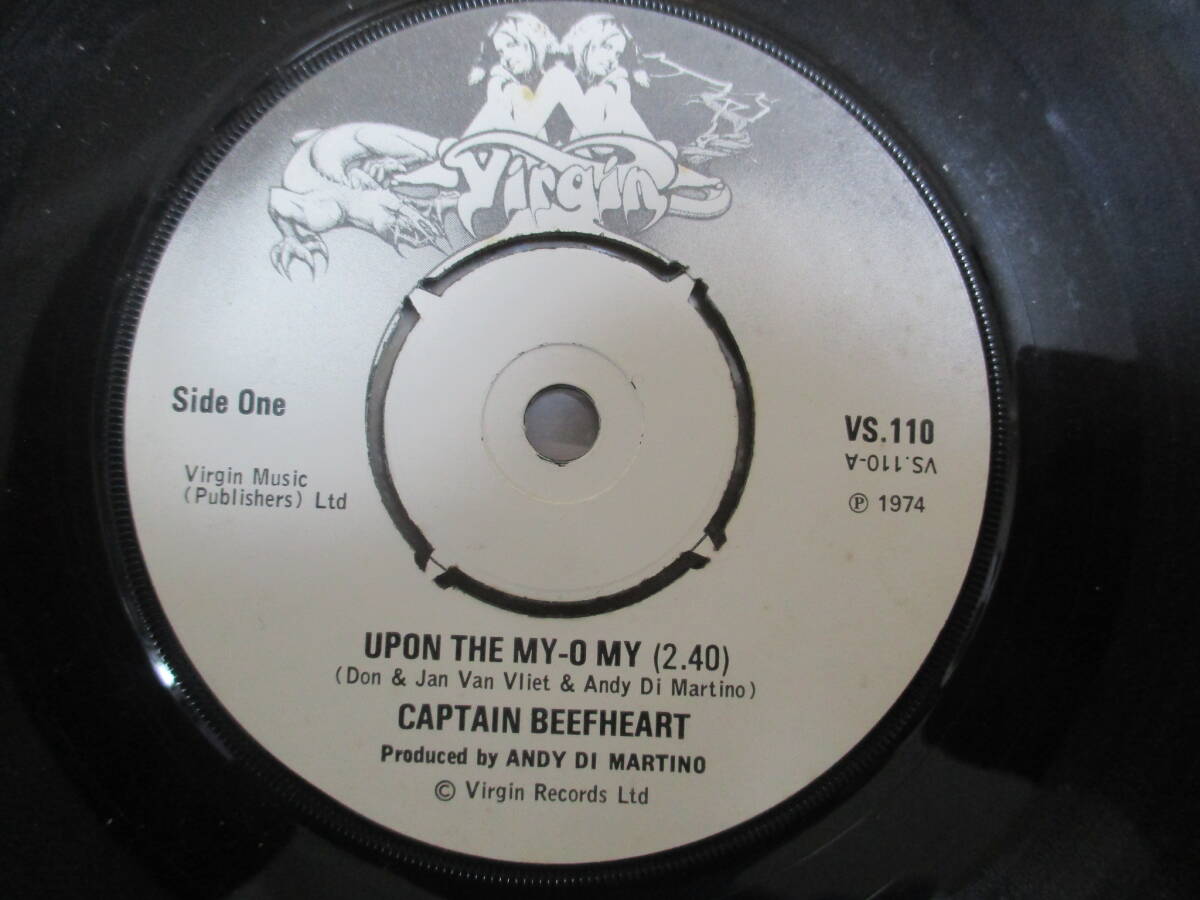 Virgin
Side One
Virgin Music
(Publishers) Ltd
VS.110
VS.110-A
℗ 1974
UPON THE MY-O MY (2.40)
(Don & Jan Van Vliet & Andy Di Martino)
CAPTAIN BEEFHEART
Produced by ANDY DI MARTINO
© Virgin Records Ltd